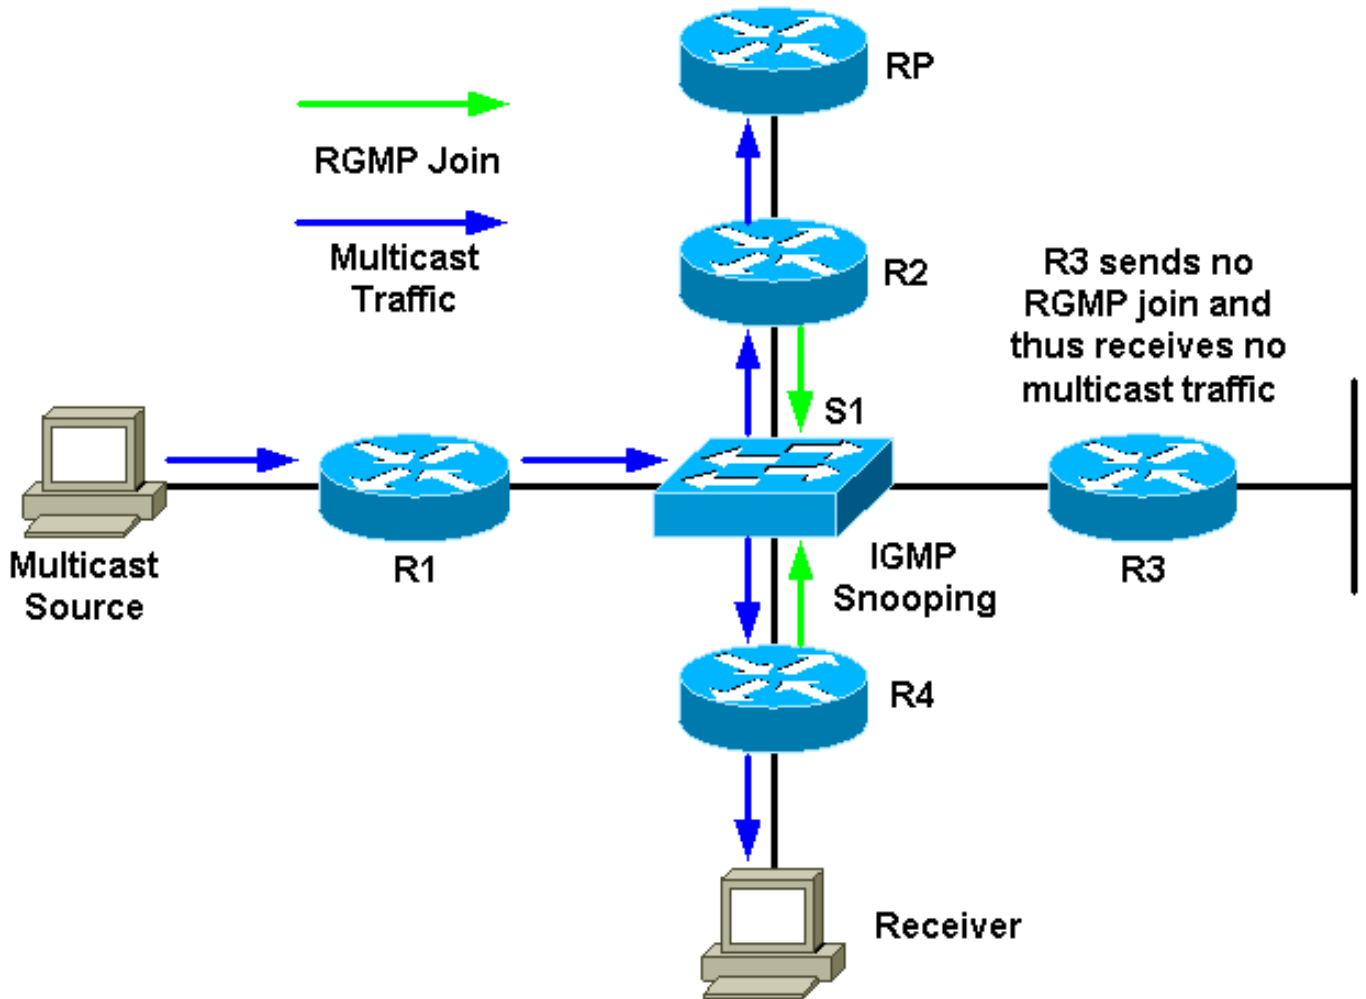 RP
RGMP Join
Multicast
Traffic
R2
R3 sends no
RGMP join and
thus receives no
multicast traffic
S1
Multicast
Source
R1
IGMP
Snooping
R3
R4
Receiver